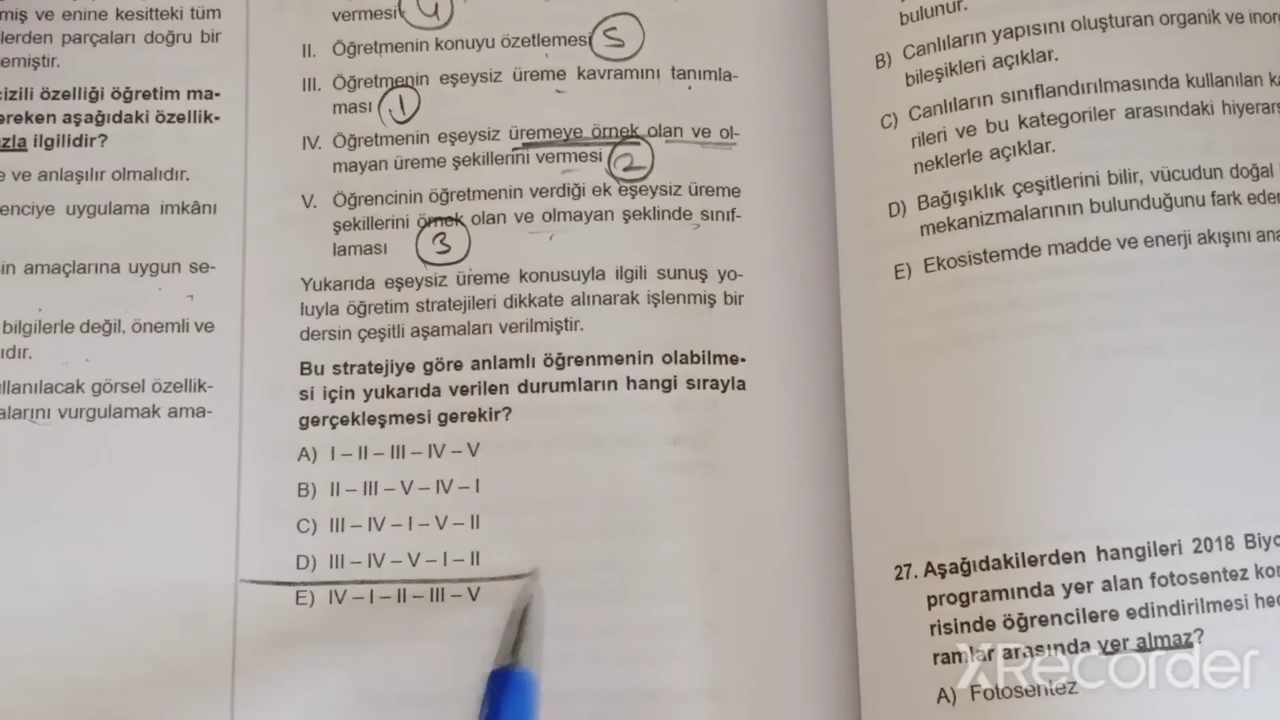 miş ve enine kesitteki tüm
lerden parçaları doğru bir
emiştir.
izili özelliği öğretim ma-
ereken aşağıdaki özellik-
zla ilgilidir?
e ve anlaşılır olmalıdır.
enciye uygulama imkânı
in amaçlarına uygun se-
bilgilerle değil, önemli ve
ıdır.
ullanılacak görsel özellik-
alarını vurgulamak ama-
vermesi 4
II. Öğretmenin konuyu özetlemesi 5
III. Öğretmenin eşeysiz üreme kavramını tanımla-
ması 1
IV. Öğretmenin eşeysiz üremeye örnek olan ve ol-
mayan üreme şekillerini vermesi 2
V. Öğrencinin öğretmenin verdiği ek eşeysiz üreme
şekillerini örnek olan ve olmayan şeklinde sınıf-
laması 3
Yukarıda eşeysiz üreme konusuyla ilgili sunuş yo-
luyla öğretim stratejileri dikkate alınarak işlenmiş bir
dersin çeşitli aşamaları verilmiştir.
Bu stratejiye göre anlamlı öğrenmenin olabilme-
si için yukarıda verilen durumların hangi sırayla
gerçekleşmesi gerekir?
A) I – II – III – IV – V
B) II – III – V – IV – I
C) III – IV – I – V – II
D) III – IV – V – I – II
E) IV – I – II – III – V
bulunur.
B) Canlıların yapısını oluşturan organik ve inor
bileşikleri açıklar.
C) Canlıların sınıflandırılmasında kullanılan ka
rileri ve bu kategoriler arasındaki hiyerarş
neklerle açıklar.
D) Bağışıklık çeşitlerini bilir, vücudun doğal
mekanizmalarının bulunduğunu fark eder
E) Ekosistemde madde ve enerji akışını ana
27. Aşağıdakilerden hangileri 2018 Biyo
programında yer alan fotosentez kon
risinde öğrencilere edindirilmesi hed
ramlar arasında yer almaz?
A) Fotosentez
XRecorder